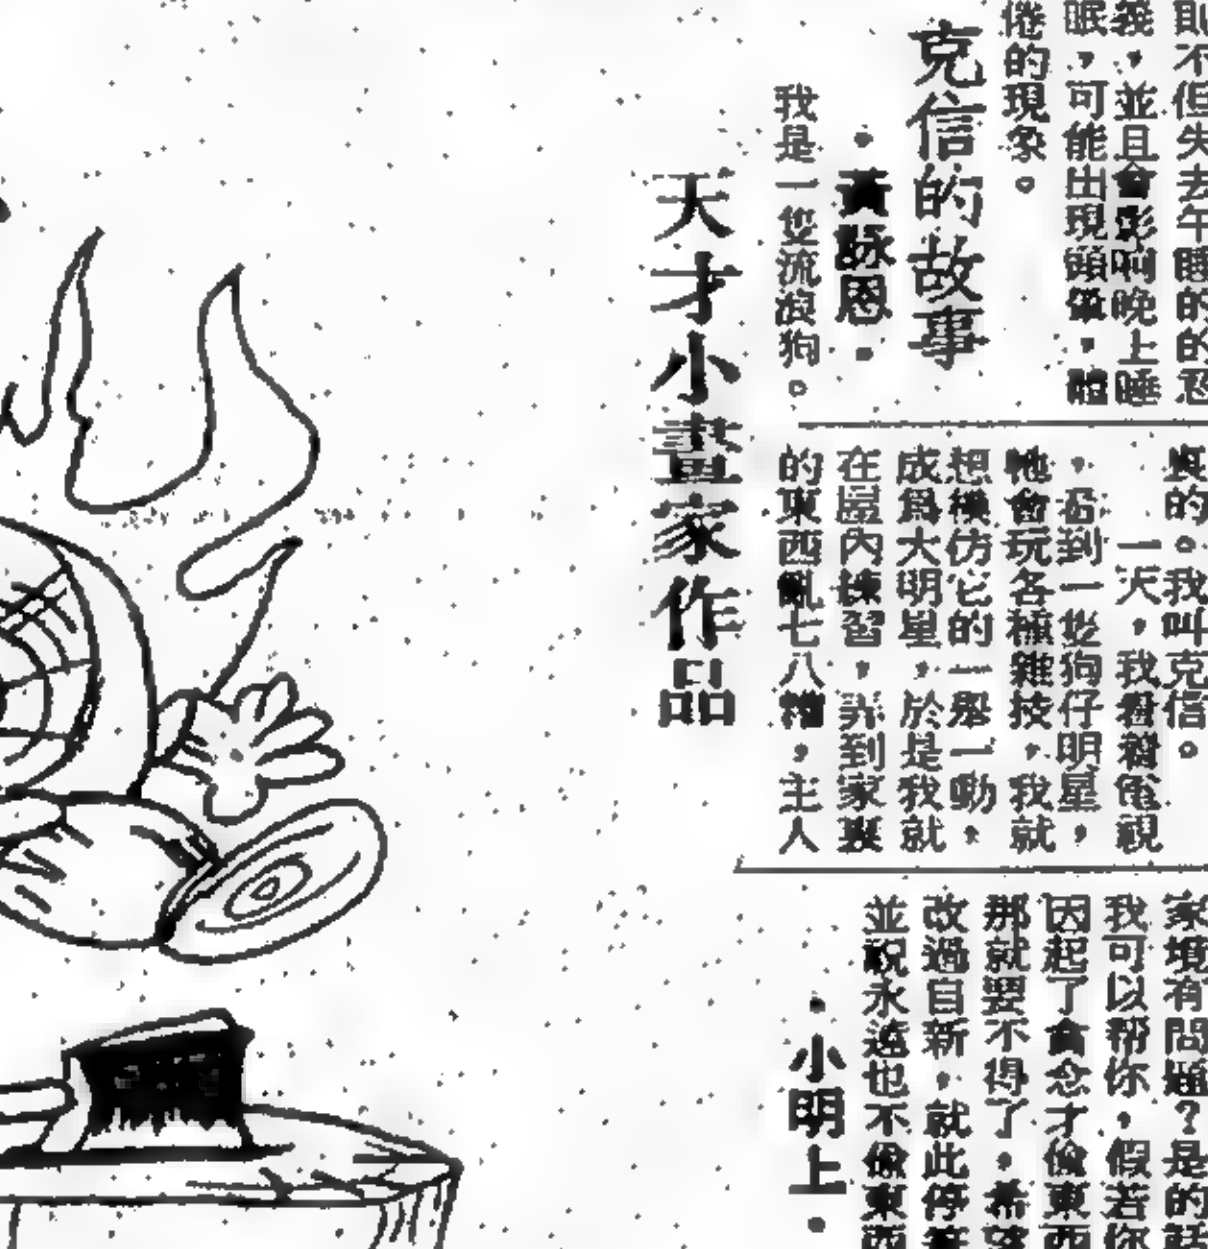 則不但失去午睡的的忍
義，並且會影响晚上睡
眠，可能出現頭暈，體
倦的現象。
克信的故事
·黃詠恩·
我是一隻流浪狗。
良的。我叫克信。
一天，我看着電視
，看到一隻狗仔明星，
牠會玩各種雜技，我就
想模仿它的一舉一動，
成為大明星，於是我就
在屋內練習，弄到家裏
的東西亂七八糟，主人
家境有問題？是的話
我可以帮你，假若你
因起了貪念才偷東西
那就要不得了，希望
改過自新，就此停
並祝永遠也不偷東西
·小明上·
天才小畫家作品